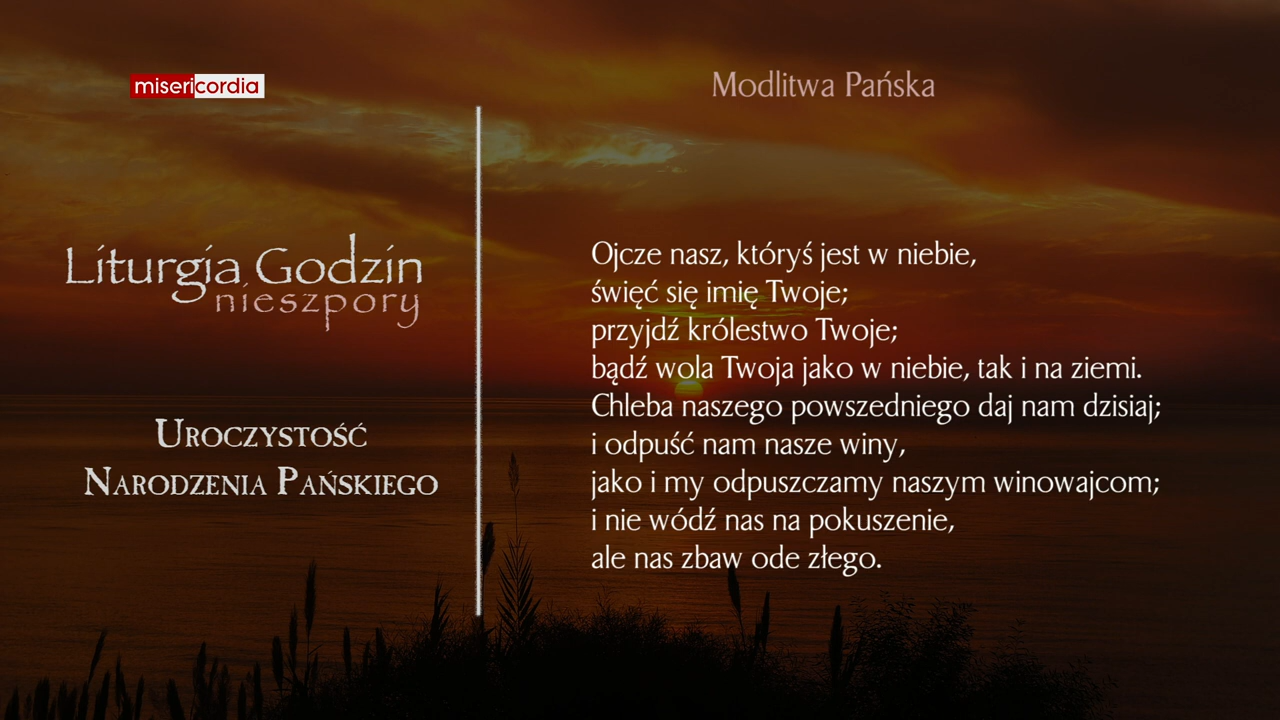 misericordia
Liturgia Godzin
nieszpory
Uroczystość
Narodzenia Pańskiego
Modlitwa Pańska
Ojcze nasz, któryś jest w niebie,
święć się imię Twoje;
przyjdź królestwo Twoje;
bądź wola Twoja jako w niebie, tak i na ziemi.
Chleba naszego powszedniego daj nam dzisiaj;
i odpuść nam nasze winy,
jako i my odpuszczamy naszym winowajcom;
i nie wódź nas na pokuszenie,
ale nas zbaw ode złego.